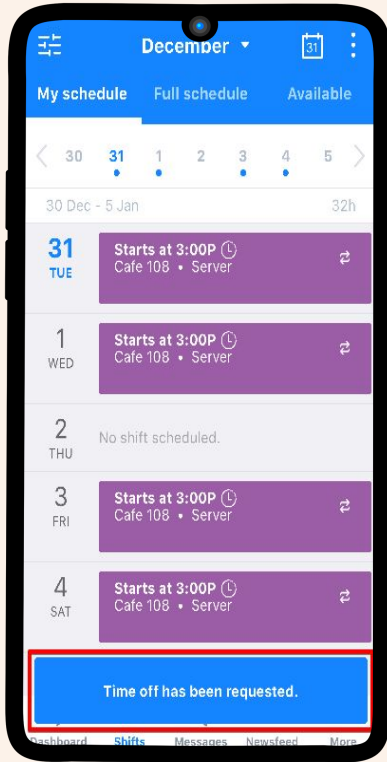 December
31
My schedule Full schedule Available
30 31 1 2 3 4 5
30 Dec - 5 Jan 32h
31
TUE
Starts at 3:00P
Cafe 108 • Server
1
WED
Starts at 3:00P
Cafe 108 • Server
2
THU
No shift scheduled.
3
FRI
Starts at 3:00P
Cafe 108 • Server
4
SAT
Starts at 3:00P
Cafe 108 • Server
Time off has been requested.
Dashboard Shifts Messages Newsfeed More